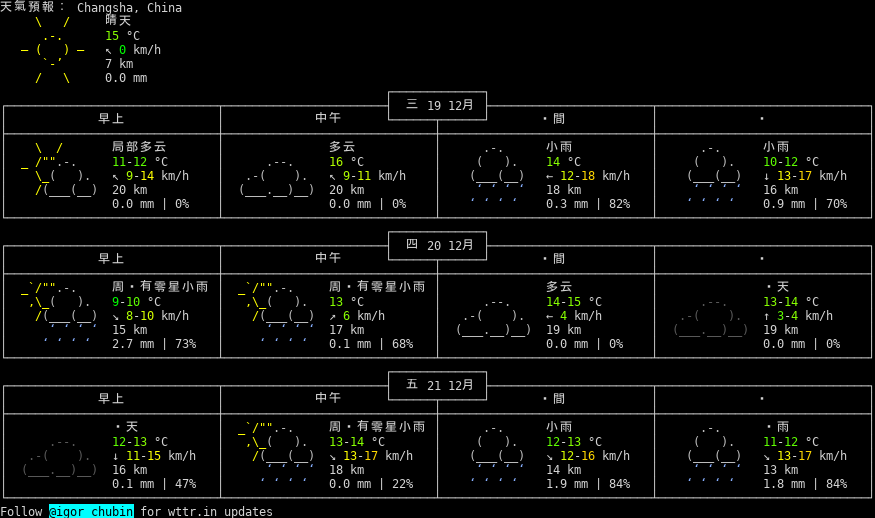 天氣預報： Changsha, China
晴天
15 °C
↖ 0 km/h
7 km
0.0 mm
三 19 12月
早上 中午 ・間 ・
局部多云 多云 小雨 小雨
11-12 °C 16 °C 14 °C 10-12 °C
↖ 9-14 km/h ↖ 9-11 km/h ← 12-18 km/h ↓ 13-17 km/h
20 km 20 km 18 km 16 km
0.0 mm | 0% 0.0 mm | 0% 0.3 mm | 82% 0.9 mm | 70%
四 20 12月
早上 中午 ・間 ・
周・有零星小雨 周・有零星小雨 多云 ・天
9-10 °C 13 °C 14-15 °C 13-14 °C
↘ 8-10 km/h ↗ 6 km/h ← 4 km/h ↑ 3-4 km/h
15 km 17 km 19 km 19 km
2.7 mm | 73% 0.1 mm | 68% 0.0 mm | 0% 0.0 mm | 0%
五 21 12月
早上 中午 ・間 ・
・天 周・有零星小雨 小雨 ・雨
12-13 °C 13-14 °C 12-13 °C 11-12 °C
↓ 11-15 km/h ↘ 13-17 km/h ↘ 12-16 km/h ↘ 13-17 km/h
16 km 18 km 14 km 13 km
0.1 mm | 47% 0.0 mm | 22% 1.9 mm | 84% 1.8 mm | 84%
Follow @igor_chubin for wttr.in updates